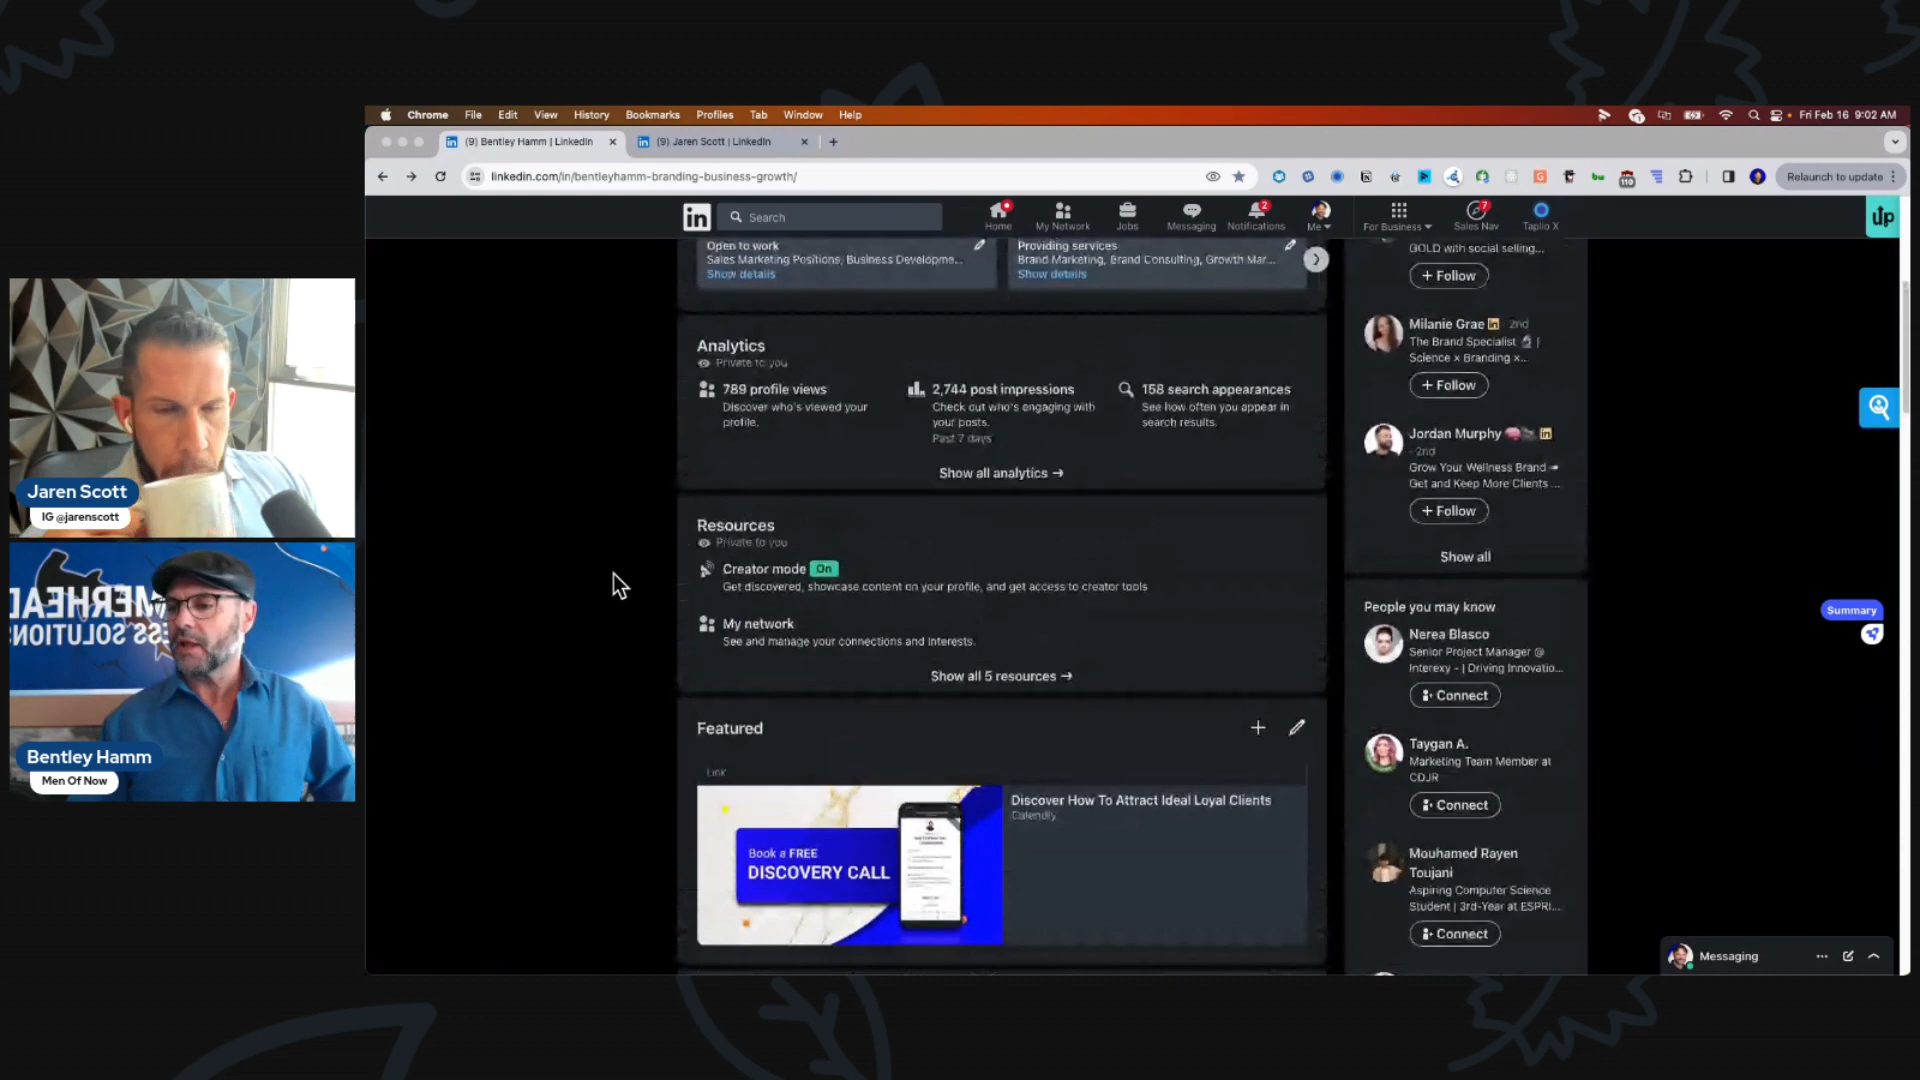 Chrome File Edit View History Bookmarks Profiles Tab Window Help
Fri Feb 16 9:02 AM
(9) Bentley Hamm | LinkedIn
(9) Jaren Scott | LinkedIn
linkedin.com/in/bentleyhamm-branding-business-growth/
110
Relaunch to update
in
Search
Home
My Network
Jobs
Messaging
2
Notifications
Me
For Business
7
Sales Nav
Taplio X
up
Open to work
Sales Marketing Positions, Business Developme...
Show details
Providing services
Brand Marketing, Brand Consulting, Growth Mar...
Show details
Analytics
Private to you
789 profile views
Discover who's viewed your
profile.
2,744 post impressions
Check out who's engaging with
your posts.
Past 7 days
158 search appearances
See how often you appear in
search results.
Show all analytics →
Resources
Private to you
Creator mode On
Get discovered, showcase content on your profile, and get access to creator tools
My network
See and manage your connections and interests.
Show all 5 resources →
Featured
Link
Book a FREE
DISCOVERY CALL
Discover How To Attract Ideal Loyal Clients
Calendly
GOLD with social selling...
+ Follow
Milanie Grae in 2nd
The Brand Specialist |
Science x Branding x...
+ Follow
Jordan Murphy in
· 2nd
Grow Your Wellness Brand
Get and Keep More Clients ...
+ Follow
Show all
People you may know
Nerea Blasco
Senior Project Manager @
Interexy – | Driving Innovatio...
Connect
Taygan A.
Marketing Team Member at
CDJR
Connect
Mouhamed Rayen
Toujani
Aspiring Computer Science
Student | 3rd-Year at ESPRI...
Connect
Summary
Messaging
Jaren Scott
IG @jarenscott
Bentley Hamm
Men Of Now